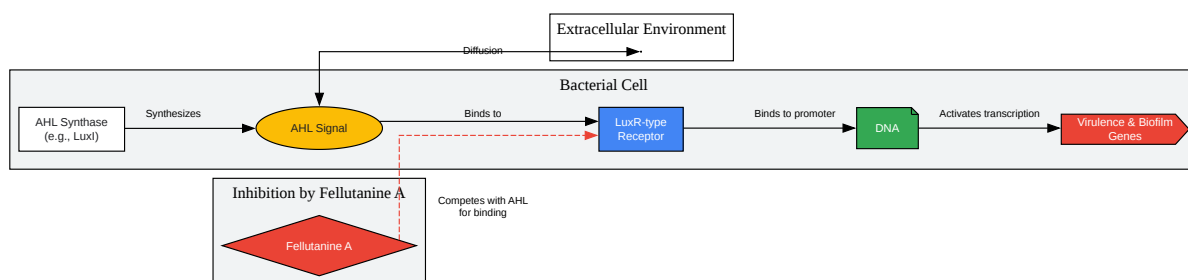 Extracellular Environment
Diffusion
Bacterial Cell
AHL Synthase
(e.g., LuxI)
Synthesizes
AHL Signal
Binds to
LuxR-type
Receptor
Binds to promoter
DNA
Activates transcription
Virulence & Biofilm
Genes
Inhibition by Fellutanine A
Competes with AHL
for binding
Fellutanine A